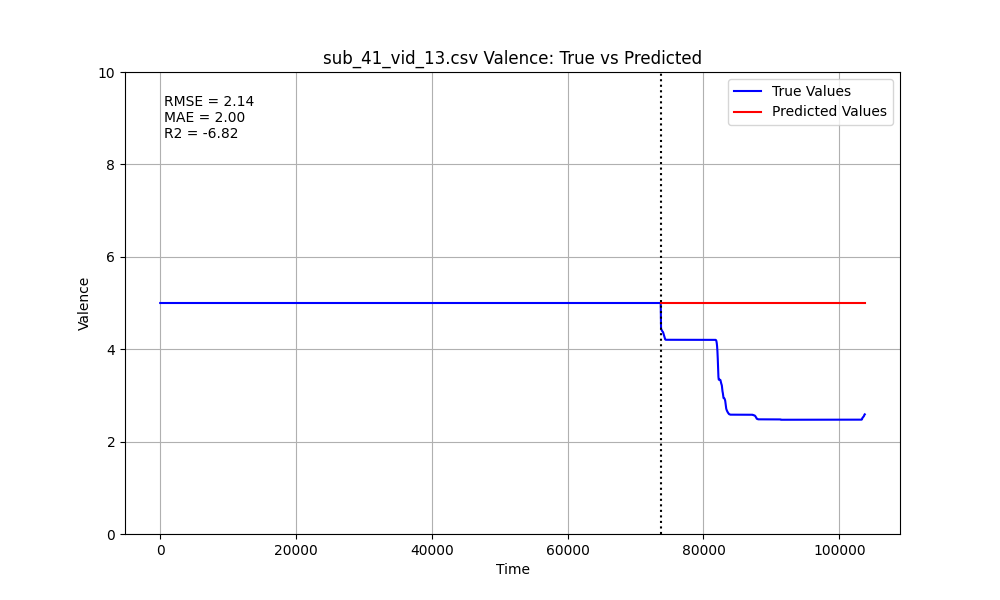 sub_41_vid_13.csv Valence: True vs Predicted
RMSE = 2.14
MAE = 2.00
R2 = -6.82
True Values
Predicted Values
Valence
10
8
6
4
2
0
0
20000
40000
60000
80000
100000
Time